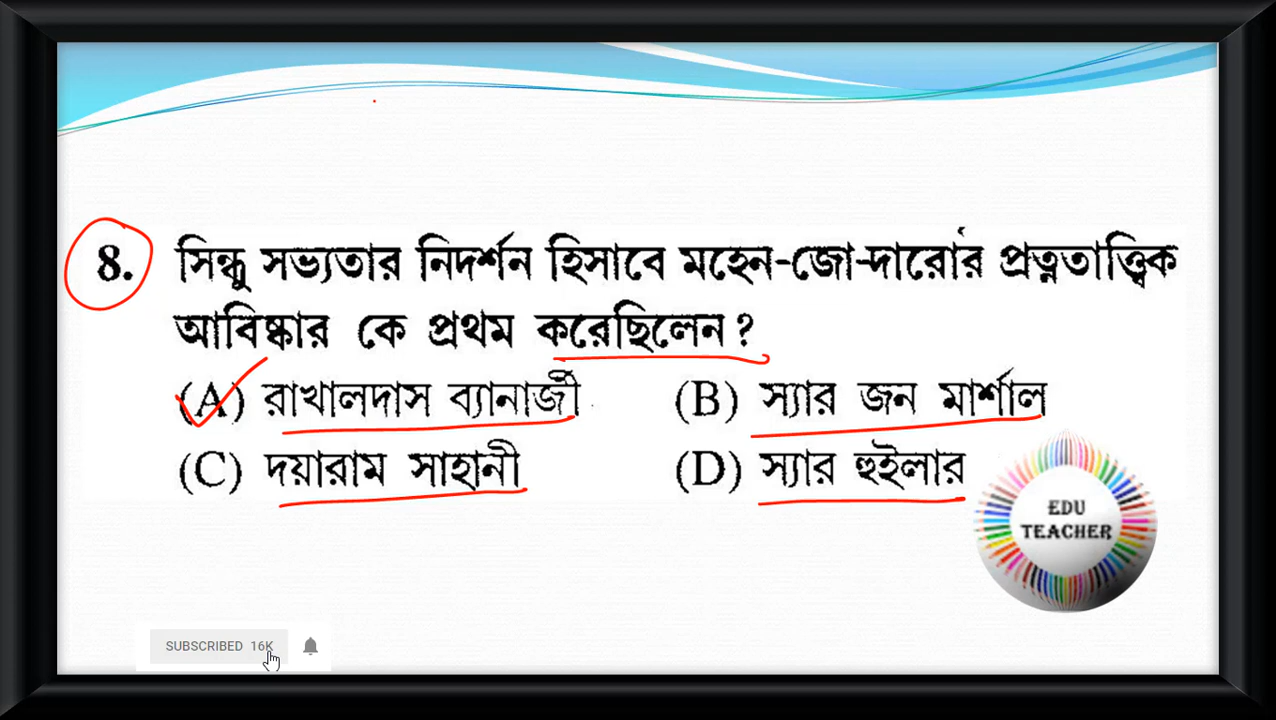 8. সিন্ধু সভ্যতার নিদর্শন হিসাবে মহেন-জো-দারোর প্রত্নতাত্ত্বিক
আবিষ্কার কে প্রথম করেছিলেন ?
(A) রাখালদাস ব্যানার্জী (B) স্যার জন মার্শাল
(C) দয়ারাম সাহানী (D) স্যার হুইলার
EDU
TEACHER
SUBSCRIBED 16K